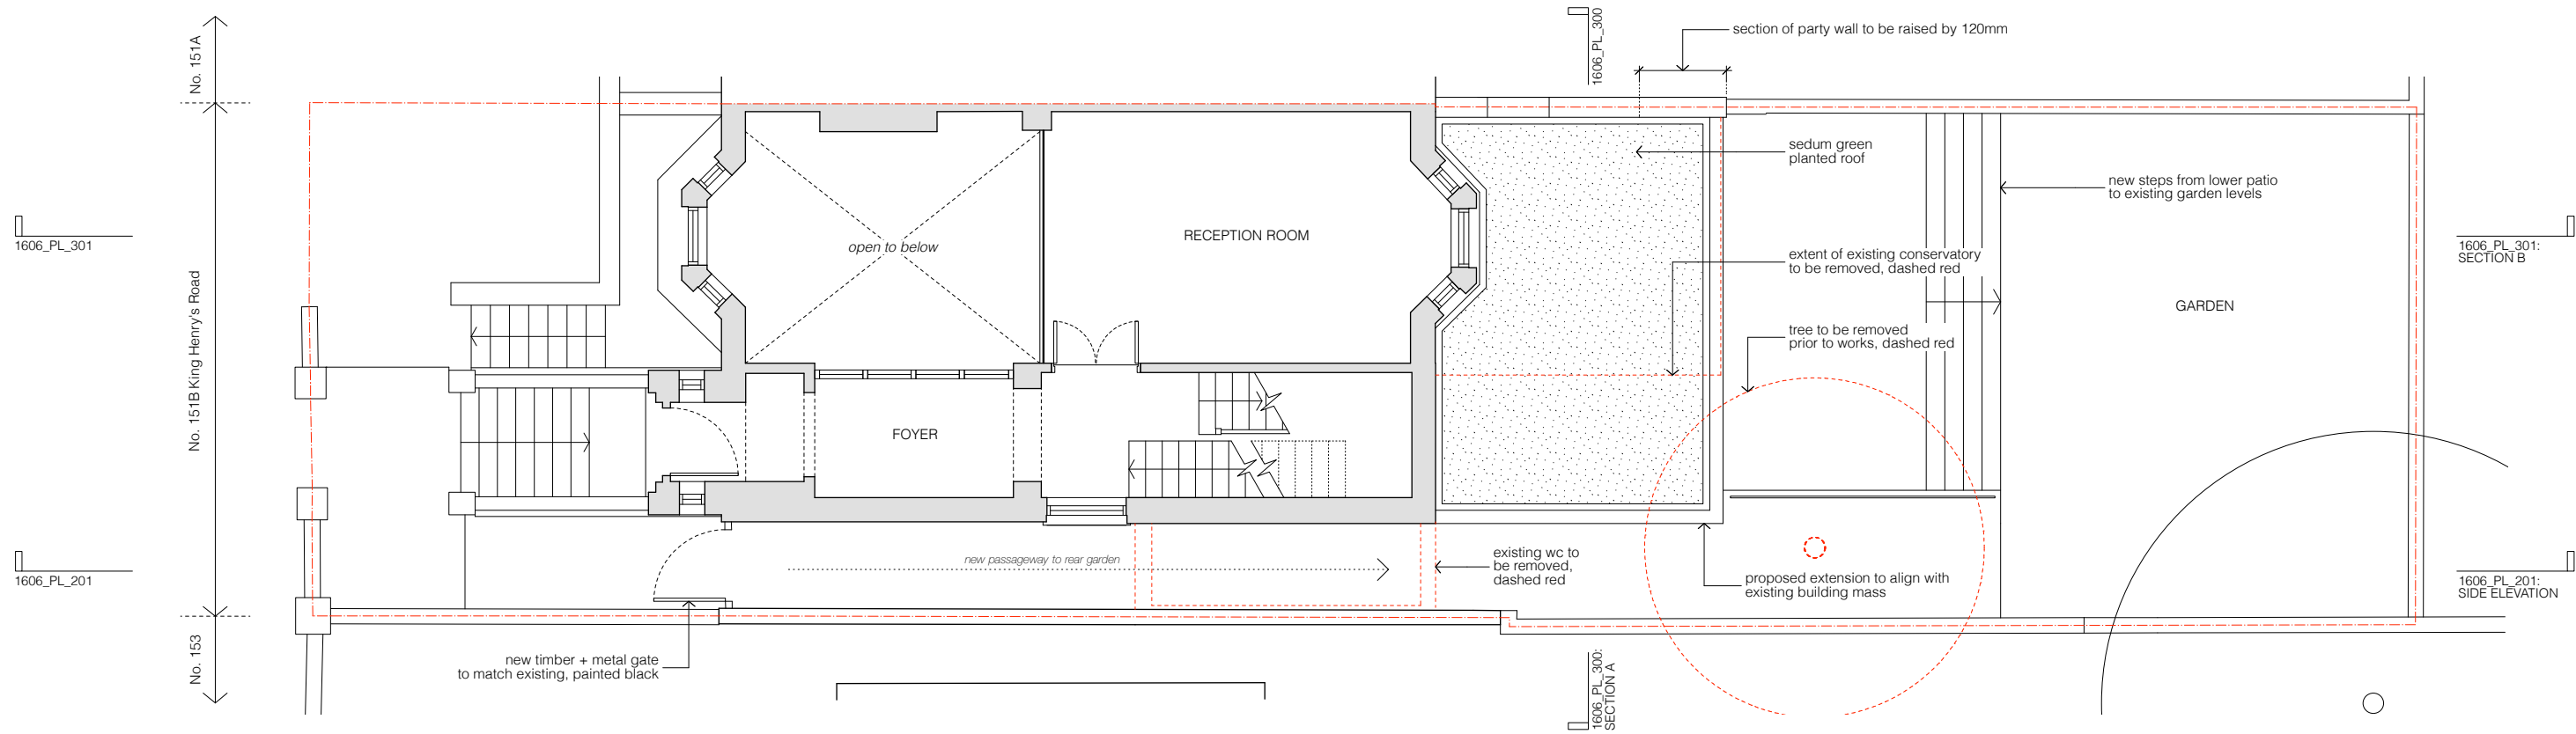 No. 151A
No. 151B King Henry's Road
No. 153
1606_PL_301
1606_PL_201
open to below
RECEPTION ROOM
FOYER
new passageway to rear garden
new timber + metal gate
to match existing, painted black
1606_PL_300
section of party wall to be raised by 120mm
sedum green
planted roof
extent of existing conservatory
to be removed, dashed red
tree to be removed
prior to works, dashed red
existing wc to
be removed,
dashed red
proposed extension to align with
existing building mass
1606_PL_300:
SECTION A
new steps from lower patio
to existing garden levels
GARDEN
1606_PL_301:
SECTION B
1606_PL_201:
SIDE ELEVATION